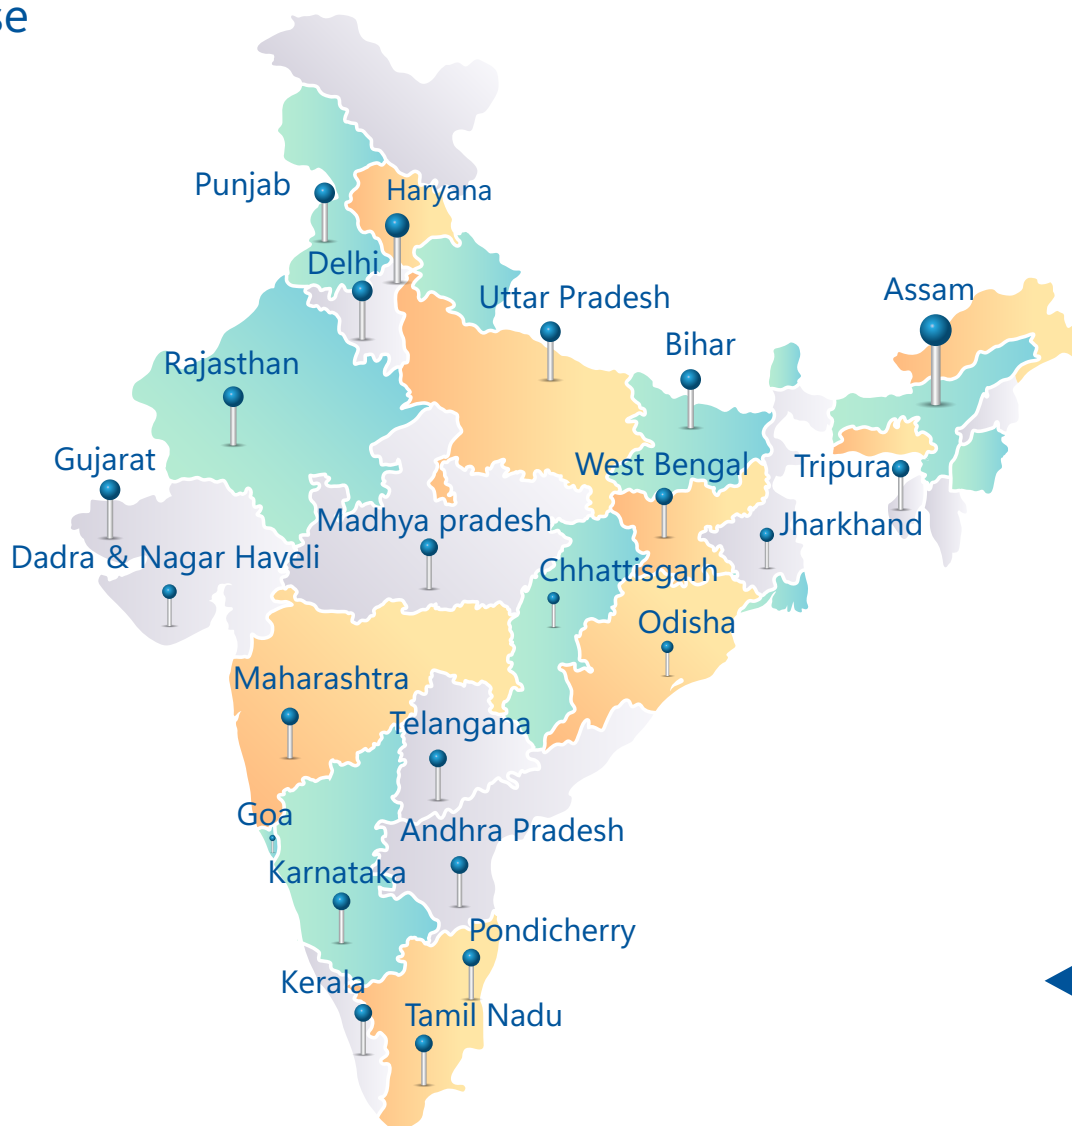 Punjab
Haryana
Delhi
Uttar Pradesh
Assam
Bihar
Rajasthan
Gujarat
West Bengal
Tripura
Madhya pradesh
Jharkhand
Dadra & Nagar Haveli
Chhattisgarh
Odisha
Maharashtra
Telangana
Goa
Andhra Pradesh
Karnataka
Pondicherry
Kerala
Tamil Nadu